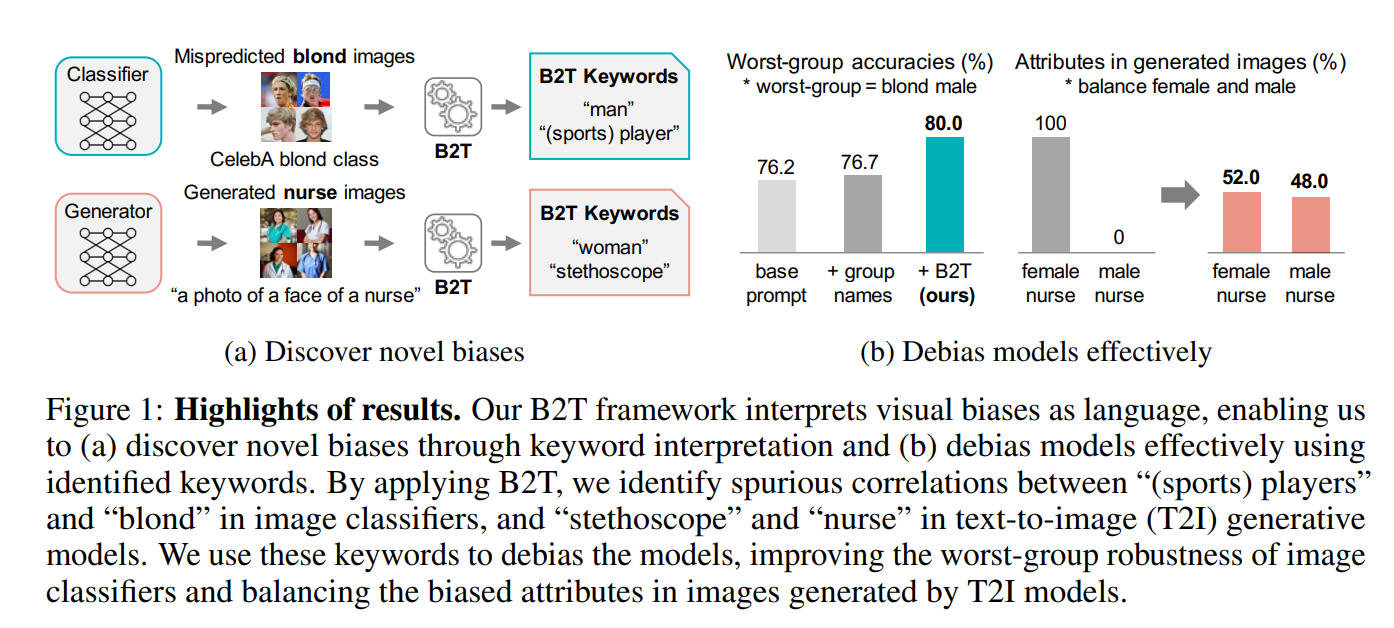 Mispredicted blond images
Classifier
CelebA blond class
B2T
B2T Keywords
“man”
“(sports) player”
Generated nurse images
Generator
“a photo of a face of a nurse”
B2T
B2T Keywords
“woman”
“stethoscope”
(a) Discover novel biases
Worst-group accuracies (%)
* worst-group = blond male
76.2
76.7
80.0
base
prompt
+ group
names
+ B2T
(ours)
Attributes in generated images (%)
* balance female and male
100
0
female
nurse
male
nurse
52.0
48.0
female
nurse
male
nurse
(b) Debias models effectively
Figure 1: Highlights of results. Our B2T framework interprets visual biases as language, enabling us
to (a) discover novel biases through keyword interpretation and (b) debias models effectively using
identified keywords. By applying B2T, we identify spurious correlations between “(sports) players”
and “blond” in image classifiers, and “stethoscope” and “nurse” in text-to-image (T2I) generative
models. We use these keywords to debias the models, improving the worst-group robustness of image
classifiers and balancing the biased attributes in images generated by T2I models.